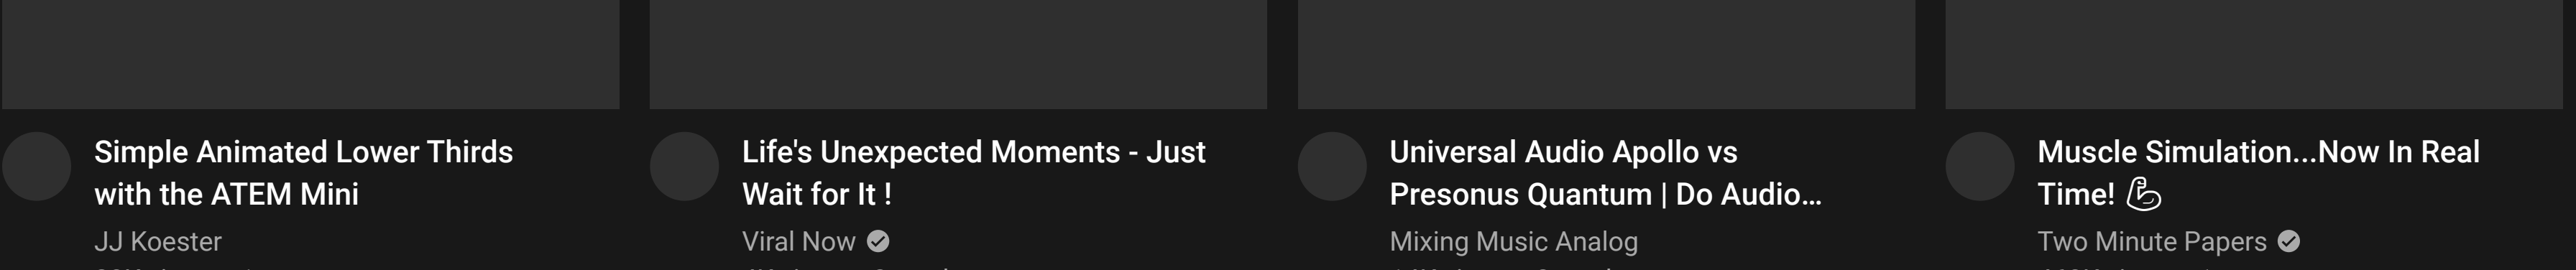 Simple Animated Lower Thirds
with the ATEM Mini
JJ Koester
Life's Unexpected Moments - Just
Wait for It !
Viral Now
Universal Audio Apollo vs
Presonus Quantum | Do Audio...
Mixing Music Analog
Muscle Simulation...Now In Real
Time! 💪
Two Minute Papers